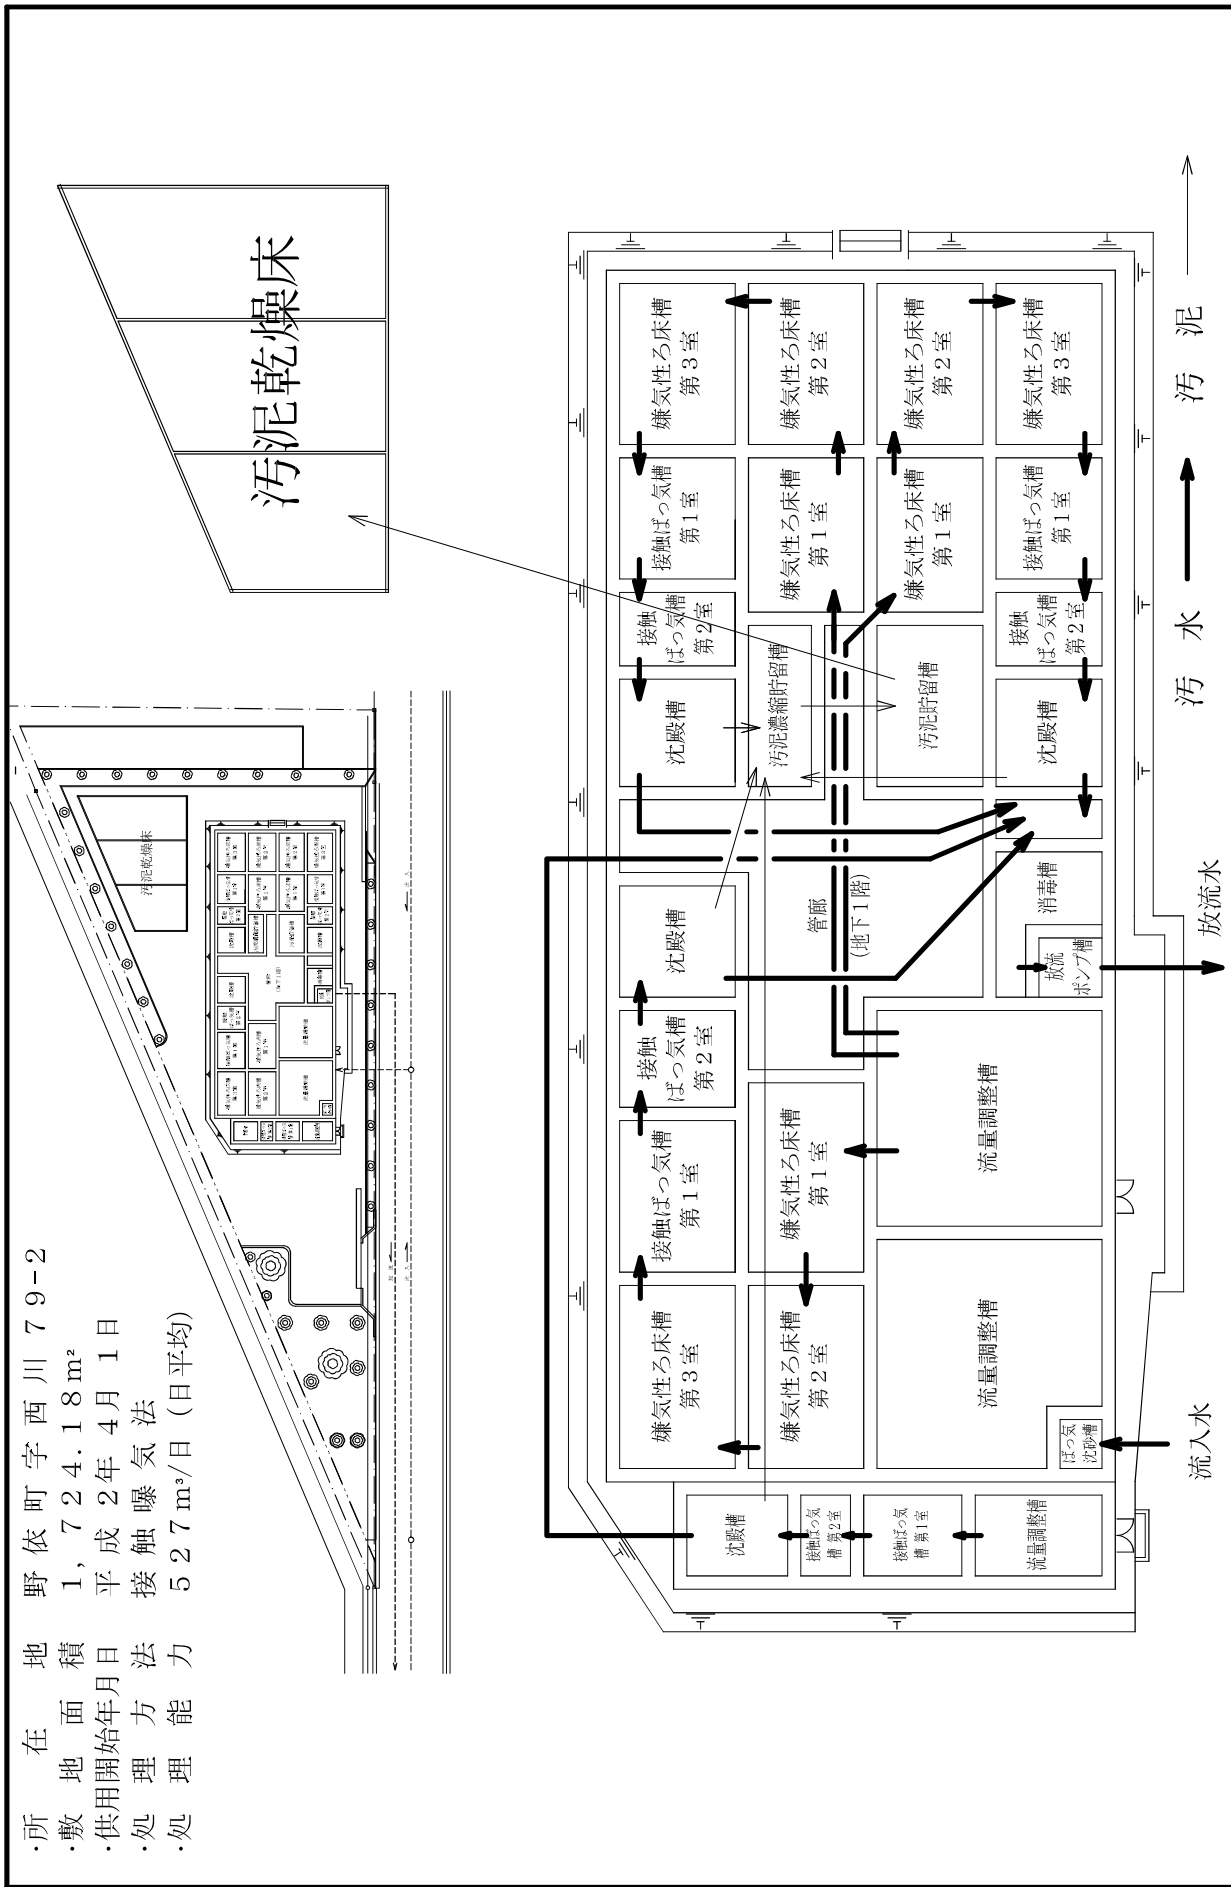 ・所在地 野依町字西川79-2
・敷地面積 1,724.18m²
・供用開始年月日 平成2年4月1日
・処理方法 接触曝気法
・処理能力 527m³/日(日平均)
汚泥乾燥床
汚泥乾燥床
嫌気性ろ床槽
第3室
接触ばっ気槽
第1室
接触
ばっ気槽
第2室
沈殿槽
嫌気性ろ床槽
第2室
嫌気性ろ床槽
第1室
汚泥濃縮貯留槽
嫌気性ろ床槽
第2室
嫌気性ろ床槽
第1室
汚泥貯留槽
嫌気性ろ床槽
第3室
接触ばっ気槽
第1室
接触
ばっ気槽
第2室
沈殿槽
沈殿槽
接触
ばっ気槽
第2室
接触ばっ気槽
第1室
嫌気性ろ床槽
第3室
嫌気性ろ床槽
第1室
嫌気性ろ床槽
第2室
管廊
(地下1階)
消毒槽
放流
ポンプ槽
流量調整槽
流量調整槽
ばっ気
沈砂槽
沈殿槽
接触ばっ気
槽 第2室
接触ばっ気
槽 第1室
流量調整槽
流入水
放流水
汚水
汚泥